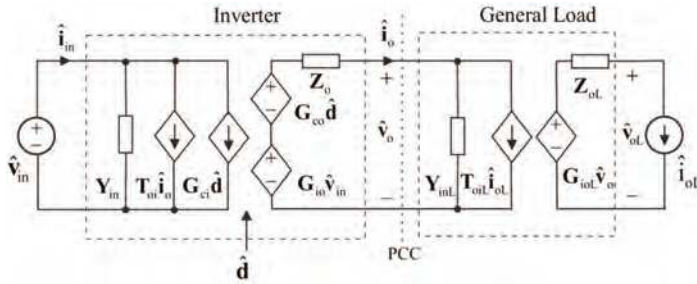 Inverter
General Load
î_in
î_o
Z_o
Z_oL
G_co d̂
v̂_in
v̂_o
v̂_oL
î_oL
Y_in
T_oi î_o
G_ci d̂
G_io v̂_in
Y_inL
T_oiL î_oL
G_ioL v̂_o
d̂
PCC